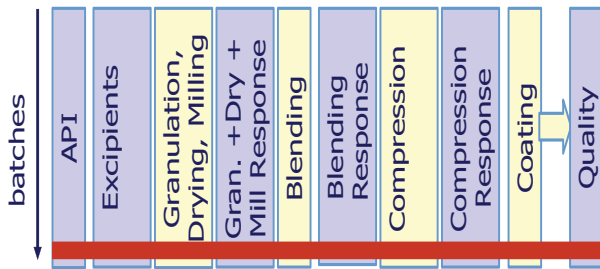 batches
API
Excipients
Granulation,
Drying, Milling
Gran. +Dry +
Mill Response
Blending
Blending
Response
Compression
Compression
Response
Coating
Quality